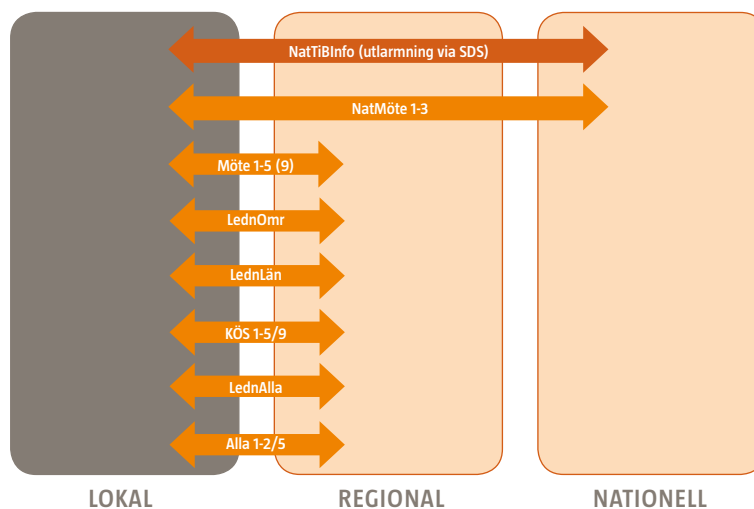 NatTiBInfo (utlarmning via SDS)
NatMöte 1-3
Möte 1-5 (9)
LednOmr
LednLän
KÖS 1-5/9
LednAlla
Alla 1-2/5
LOKAL
REGIONAL
NATIONELL